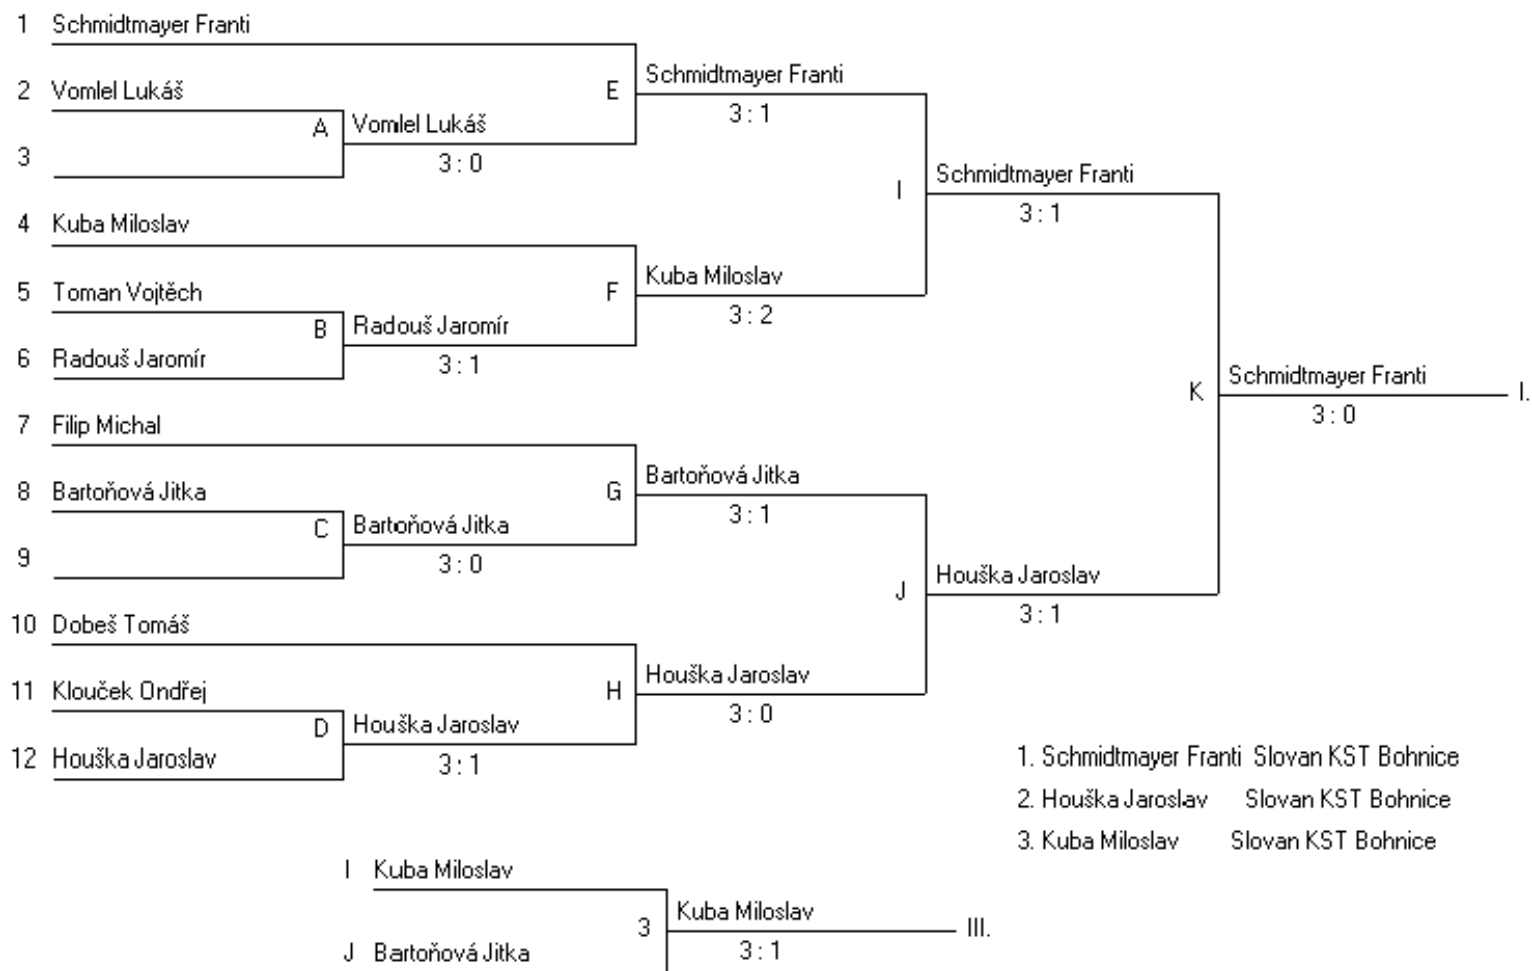 1 Schmidtmayer Franti
Schmidtmayer Franti
2 Vomlel Lukáš
E
3 : 1
A
Vomlel Lukáš
3
3 : 0
Schmidtmayer Franti
I
3 : 1
4 Kuba Miloslav
Kuba Miloslav
5 Toman Vojtěch
F
3 : 2
B
Radouš Jaromír
6 Radouš Jaromír
3 : 1
Schmidtmayer Franti
K
I.
3 : 0
7 Filip Michal
Bartoňová Jitka
8 Bartoňová Jitka
G
3 : 1
C
Bartoňová Jitka
9
3 : 0
Houška Jaroslav
J
3 : 1
10 Dobeš Tomáš
Houška Jaroslav
11 Klouček Ondřej
H
3 : 0
D
Houška Jaroslav
12 Houška Jaroslav
3 : 1
1. Schmidtmayer Franti Slovan KST Bohnice
2. Houška Jaroslav Slovan KST Bohnice
3. Kuba Miloslav Slovan KST Bohnice
I Kuba Miloslav
Kuba Miloslav
3
III.
J Bartoňová Jitka
3 : 1